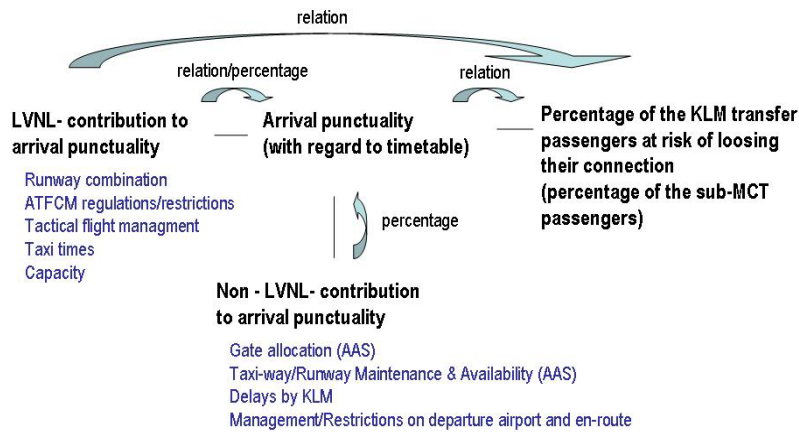 relation
relation/percentage
relation
LVNL- contribution to
arrival punctuality
Runway combination
ATFCM regulations/restrictions
Tactical flight managment
Taxi times
Capacity
Arrival punctuality
(with regard to timetable)
Percentage of the KLM transfer
passengers at risk of loosing
their connection
(percentage of the sub-MCT
passengers)
percentage
Non - LVNL- contribution
to arrival punctuality
Gate allocation (AAS)
Taxi-way/Runway Maintenance & Availability (AAS)
Delays by KLM
Management/Restrictions on departure airport and en-route